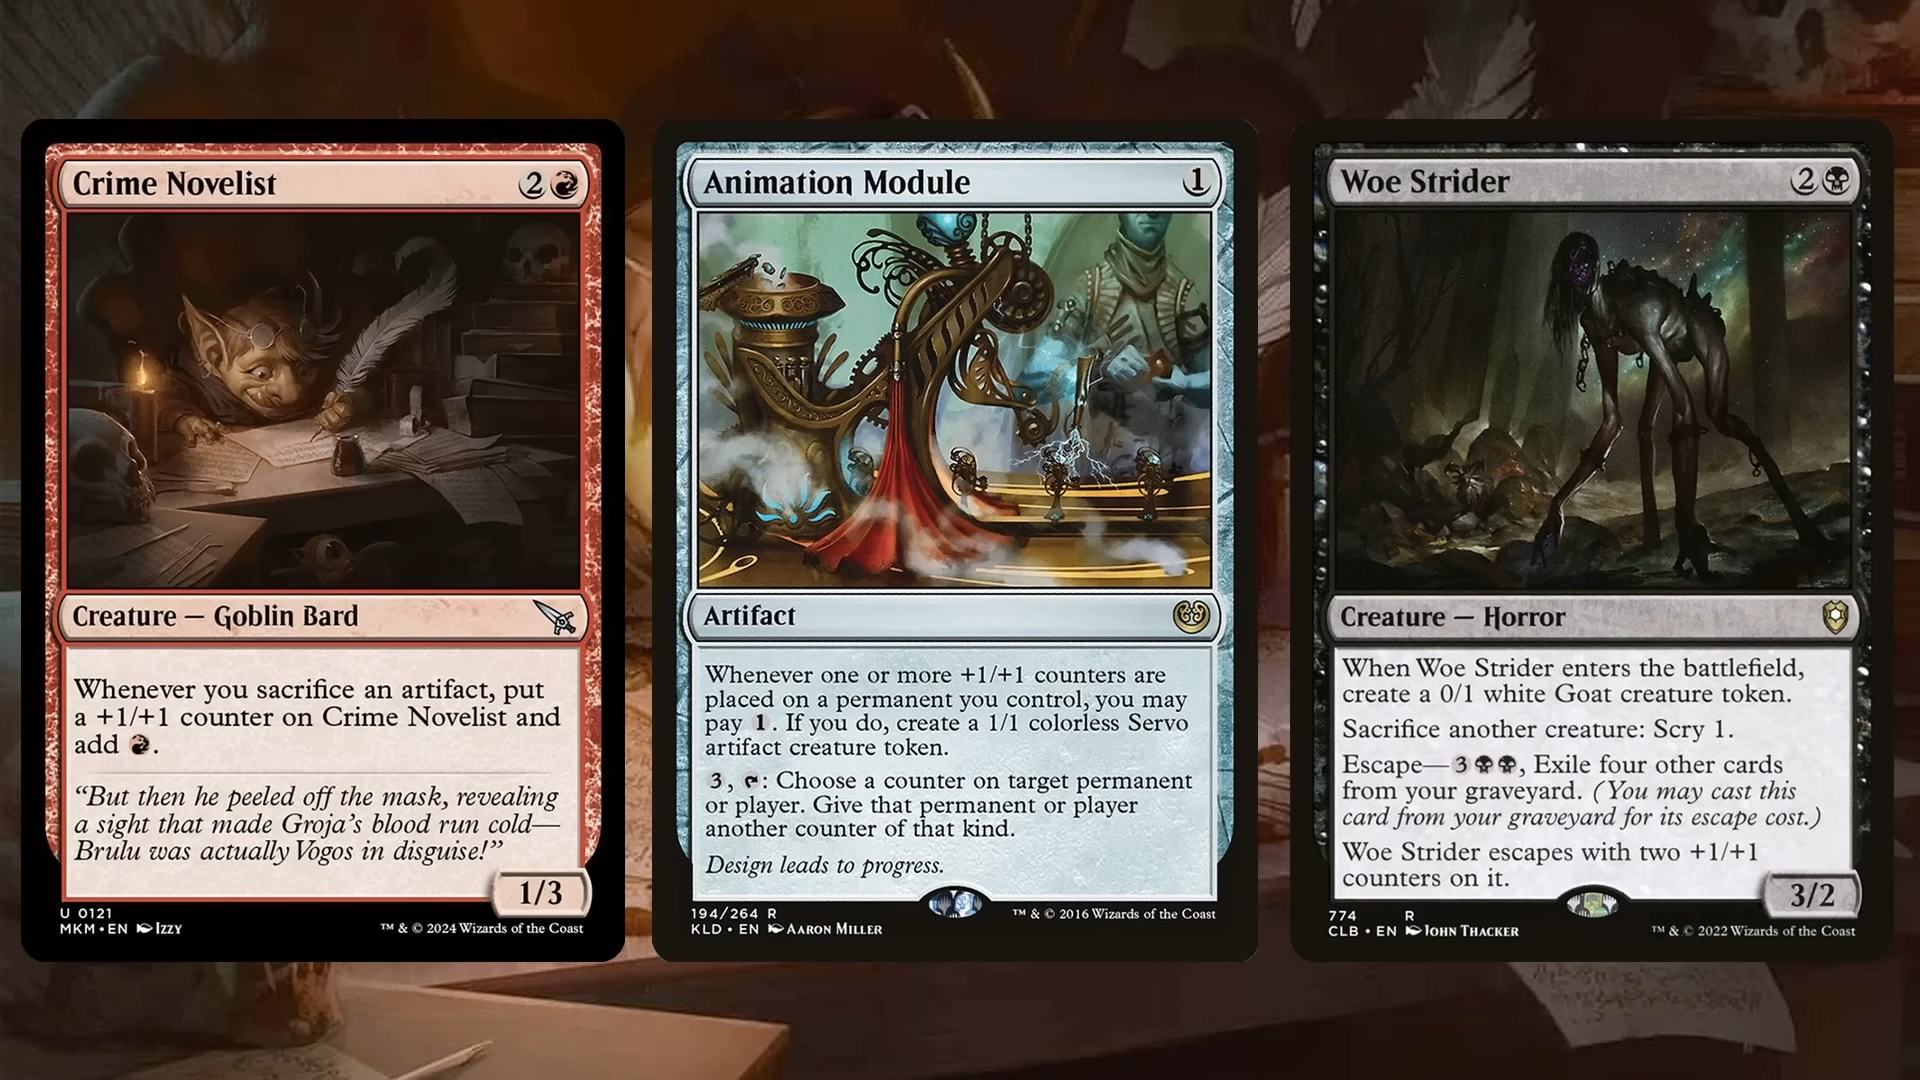 Crime Novelist 2
Creature — Goblin Bard
Whenever you sacrifice an artifact, put
a +1/+1 counter on Crime Novelist and
add .
“But then he peeled off the mask, revealing
a sight that made Groja’s blood run cold—
Brulu was actually Vogos in disguise!”
1/3
U 0121
MKM • EN Izzy
™ & © 2024 Wizards of the Coast
Animation Module 1
Artifact
Whenever one or more +1/+1 counters are
placed on a permanent you control, you may
pay 1. If you do, create a 1/1 colorless Servo
artifact creature token.
3, : Choose a counter on target permanent
or player. Give that permanent or player
another counter of that kind.
Design leads to progress.
194/264 R
KLD • EN Aaron Miller
™ & © 2016 Wizards of the Coast
Woe Strider 2
Creature — Horror
When Woe Strider enters the battlefield,
create a 0/1 white Goat creature token.
Sacrifice another creature: Scry 1.
Escape—3, Exile four other cards
from your graveyard. (You may cast this
card from your graveyard for its escape cost.)
Woe Strider escapes with two +1/+1
counters on it.
3/2
774 R
CLB • EN John Thacker
™ & © 2022 Wizards of the Coast